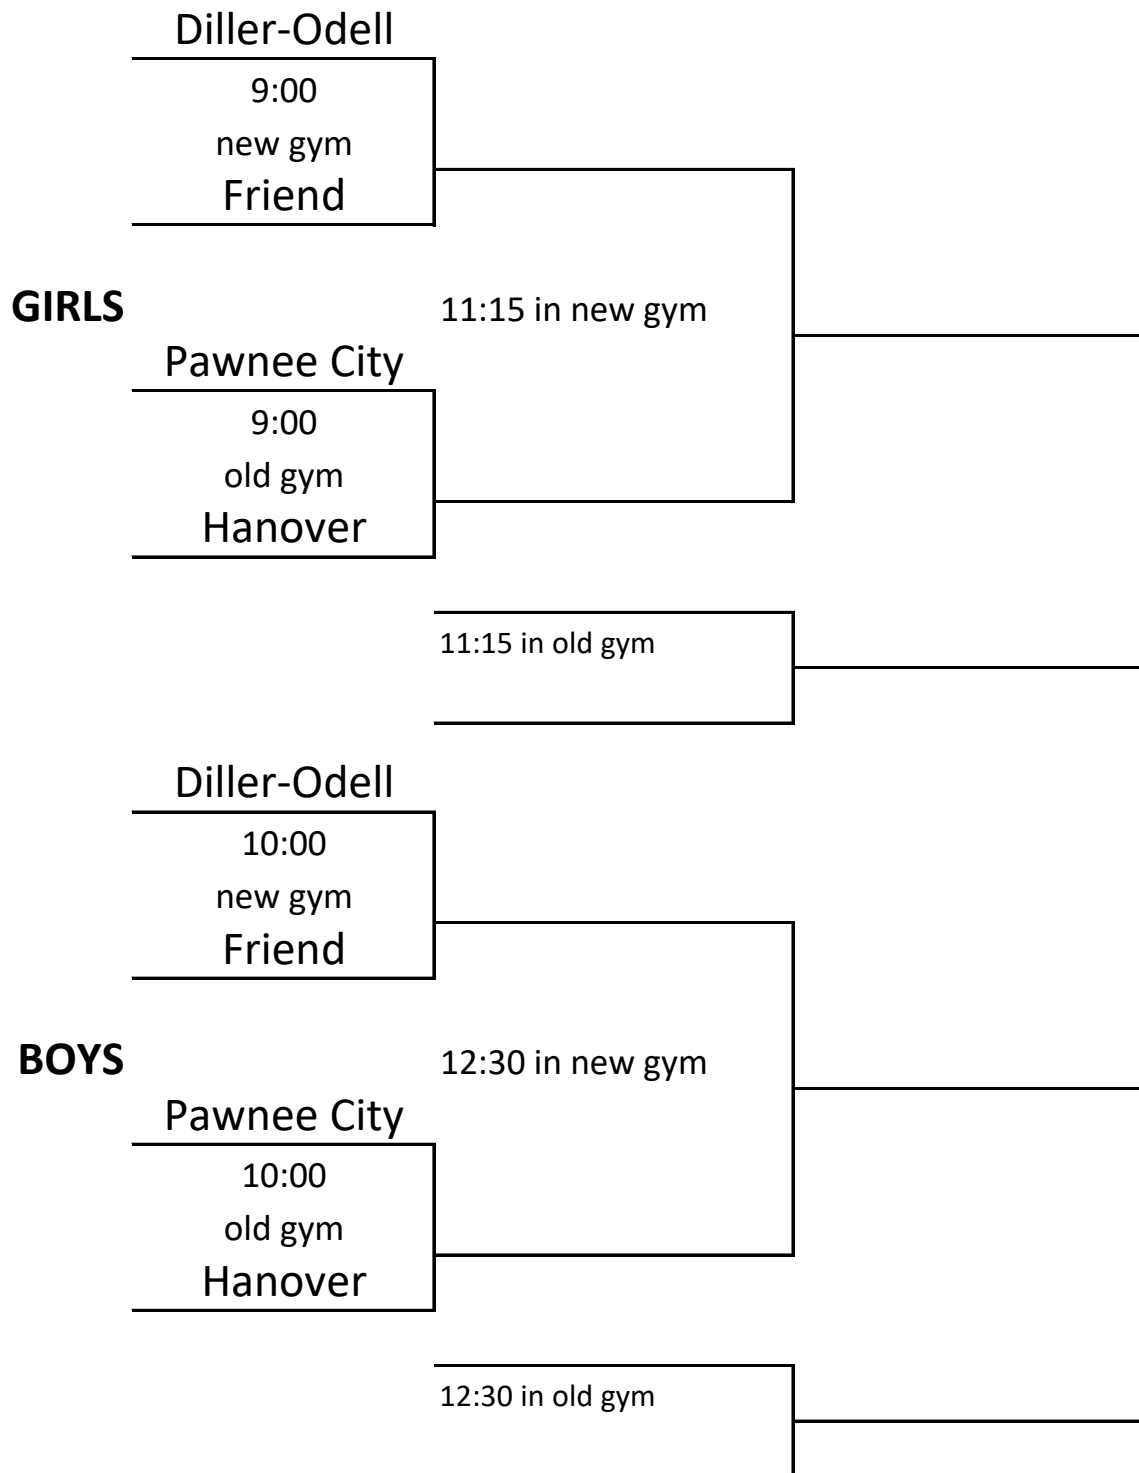 Diller-Odell
9:00
new gym
Friend
GIRLS
11:15 in new gym
Pawnee City
9:00
old gym
Hanover
11:15 in old gym
Diller-Odell
10:00
new gym
Friend
BOYS
12:30 in new gym
Pawnee City
10:00
old gym
Hanover
12:30 in old gym